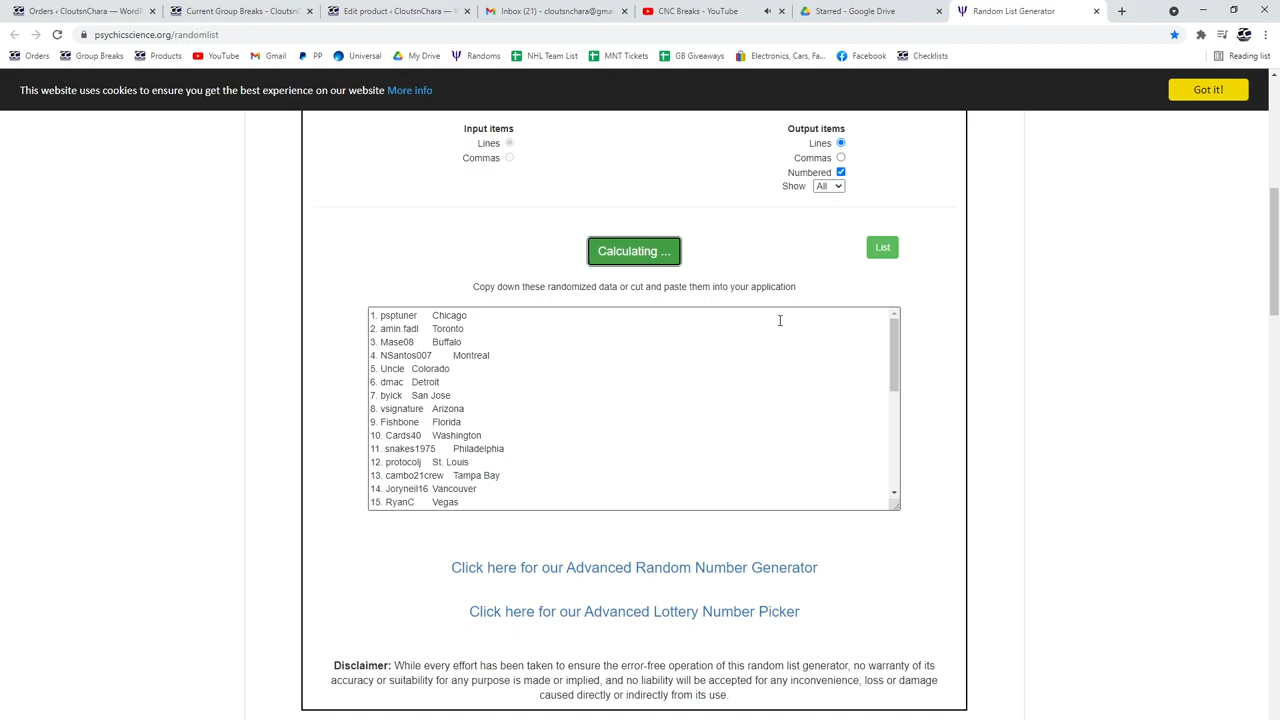 Orders ‹ CloutsnChara — WordPr
Current Group Breaks - CloutsnC
Edit product ‹ CloutsnChara — W
Inbox (21) - cloutsnchara@gmai
CNC Breaks - YouTube
Starred - Google Drive
Random List Generator
psychicscience.org/randomlist
Orders
Group Breaks
Products
YouTube
Gmail
PP
Universal
My Drive
Randoms
NHL Team List
MNT Tickets
GB Giveaways
Electronics, Cars, Fa...
Facebook
Checklists
Reading list
This website uses cookies to ensure you get the best experience on our website More info
Got it!
Input items
Output items
Lines
Lines
Commas
Commas
Numbered
Show All
Calculating ...
List
Copy down these randomized data or cut and paste them into your application
1. psptuner Chicago
2. amin.fadl Toronto
3. Mase08 Buffalo
4. NSantos007 Montreal
5. Uncle Colorado
6. dmac Detroit
7. byick San Jose
8. vsignature Arizona
9. Fishbone Florida
10. Cards40 Washington
11. snakes1975 Philadelphia
12. protocolj St. Louis
13. cambo21crew Tampa Bay
14. Joryneil16 Vancouver
15. RyanC Vegas
Click here for our Advanced Random Number Generator
Click here for our Advanced Lottery Number Picker
Disclaimer: While every effort has been taken to ensure the error-free operation of this random list generator, no warranty of its
accuracy or suitability for any purpose is made or implied, and no liability will be accepted for any inconvenience, loss or damage
caused directly or indirectly from its use.